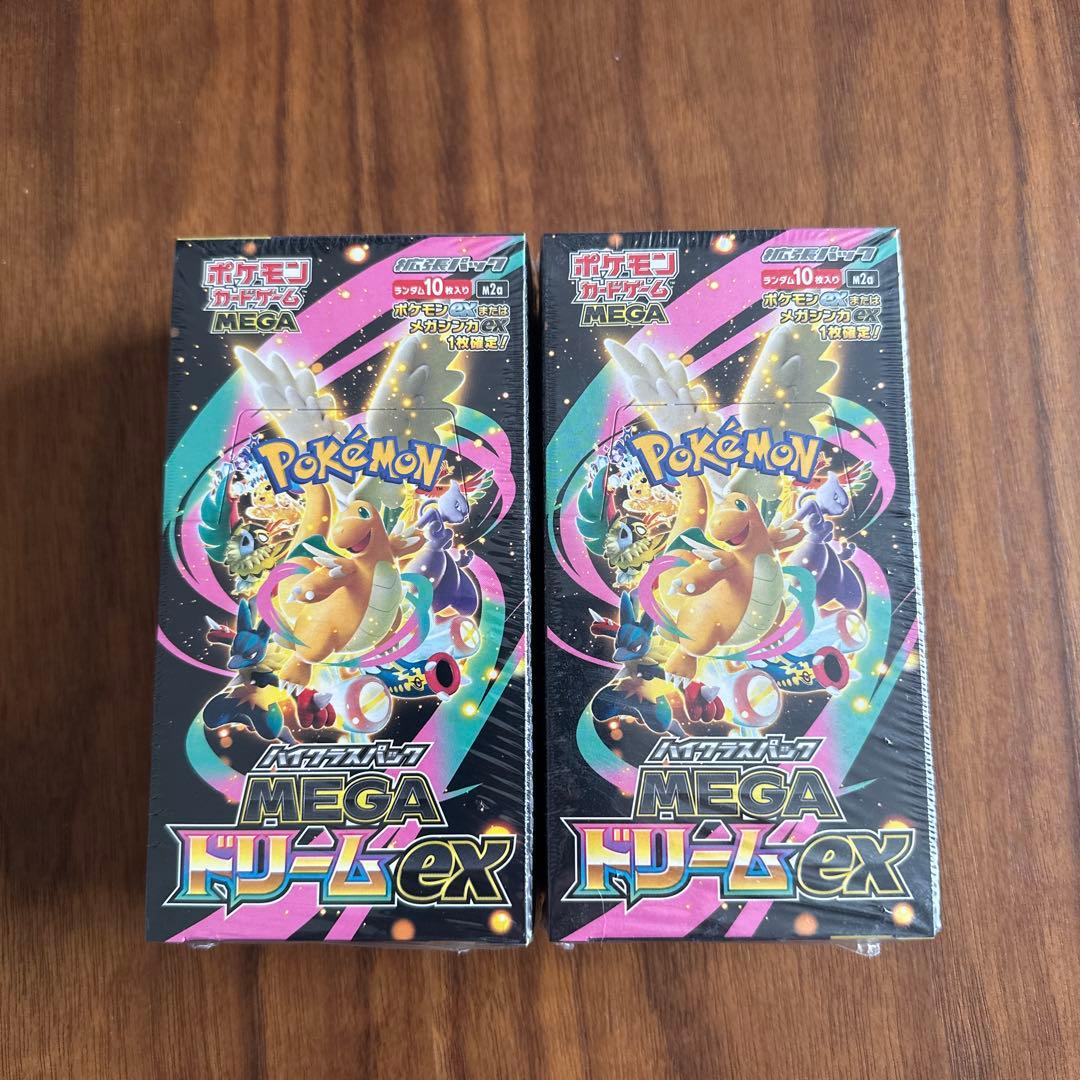 ポケモン
カードゲーム
MEGA
拡張パック
ランダム10枚入り M2a
ポケモンexまたは
メガシンカex
1枚確定!
POKéMON
ハイクラスパック
MEGA
ドリームex
ポケモン
カードゲーム
MEGA
拡張パック
ランダム10枚入り M2a
ポケモンexまたは
メガシンカex
1枚確定!
POKéMON
ハイクラスパック
MEGA
ドリームex